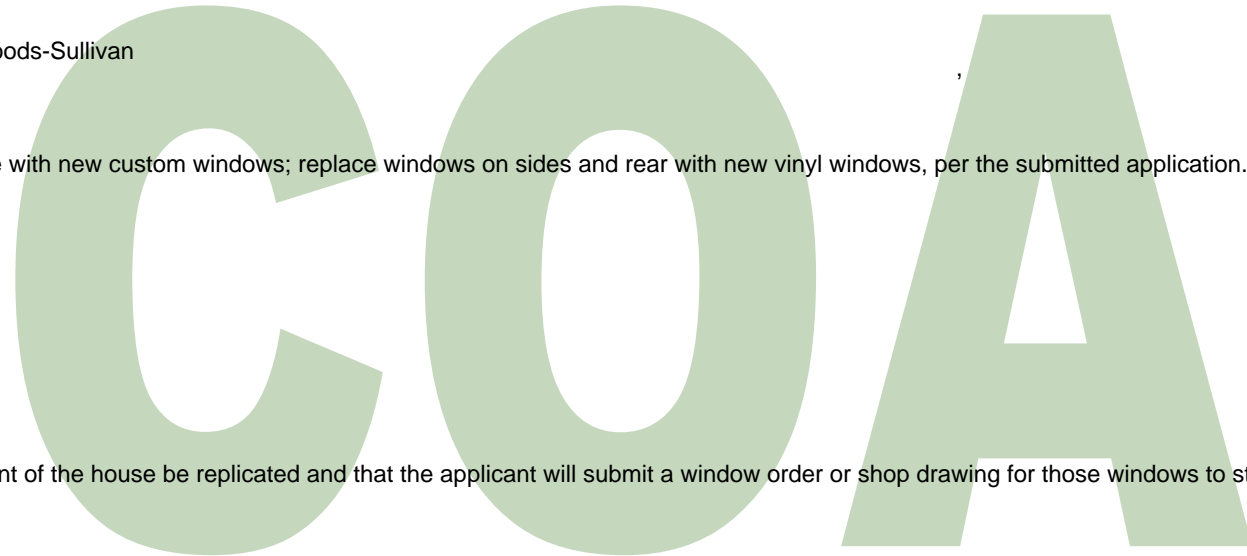 oods-Sullivan
,
e with new custom windows; replace windows on sides and rear with new vinyl windows, per the submitted application.
nt of the house be replicated and that the applicant will submit a window order or shop drawing for those windows to st
COA